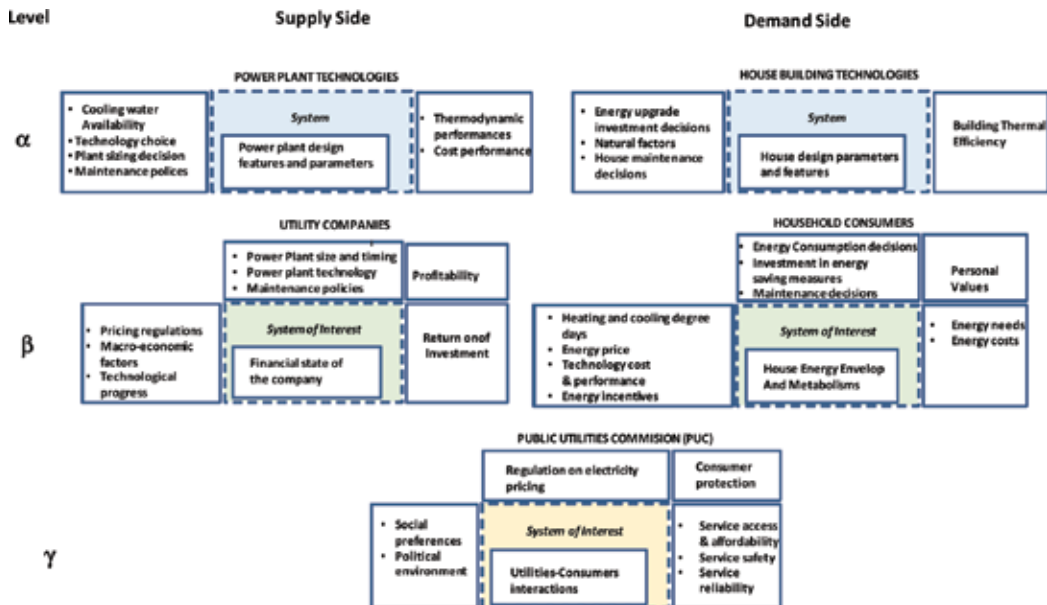 Level
Supply Side
Demand Side
α
POWER PLANT TECHNOLOGIES
• Cooling water
Availability
• Technology choice
• Plant sizing decision
• Maintenance polices
System
Power plant design
features and parameters
• Thermodynamic
performances
• Cost performance
HOUSE BUILDING TECHNOLOGIES
• Energy upgrade
investment decisions
• Natural factors
• House maintenance
decisions
System
House design parameters
and features
Building Thermal
Efficiency
β
UTILITY COMPANIES
• Power Plant size and timing
• Power plant technology
• Maintenance policies
Profitability
• Pricing regulations
• Macro-economic
factors
• Technological
progress
System of Interest
Financial state of
the company
Return onof
Investment
HOUSEHOLD CONSUMERS
• Energy Consumption decisions
• Investment in energy
saving measures
• Maintenance decisions
Personal
Values
• Heating and cooling degree
days
• Energy price
• Technology cost
& performance
• Energy incentives
System of Interest
House Energy Envelop
And Metabolisms
• Energy needs
• Energy costs
γ
PUBLIC UTILITIES COMMISION (PUC)
Regulation on electricity
pricing
Consumer
protection
• Social
preferences
• Political
environment
System of Interest
Utilities-Consumers
interactions
• Service access
& affordability
• Service safety
• Service
reliability